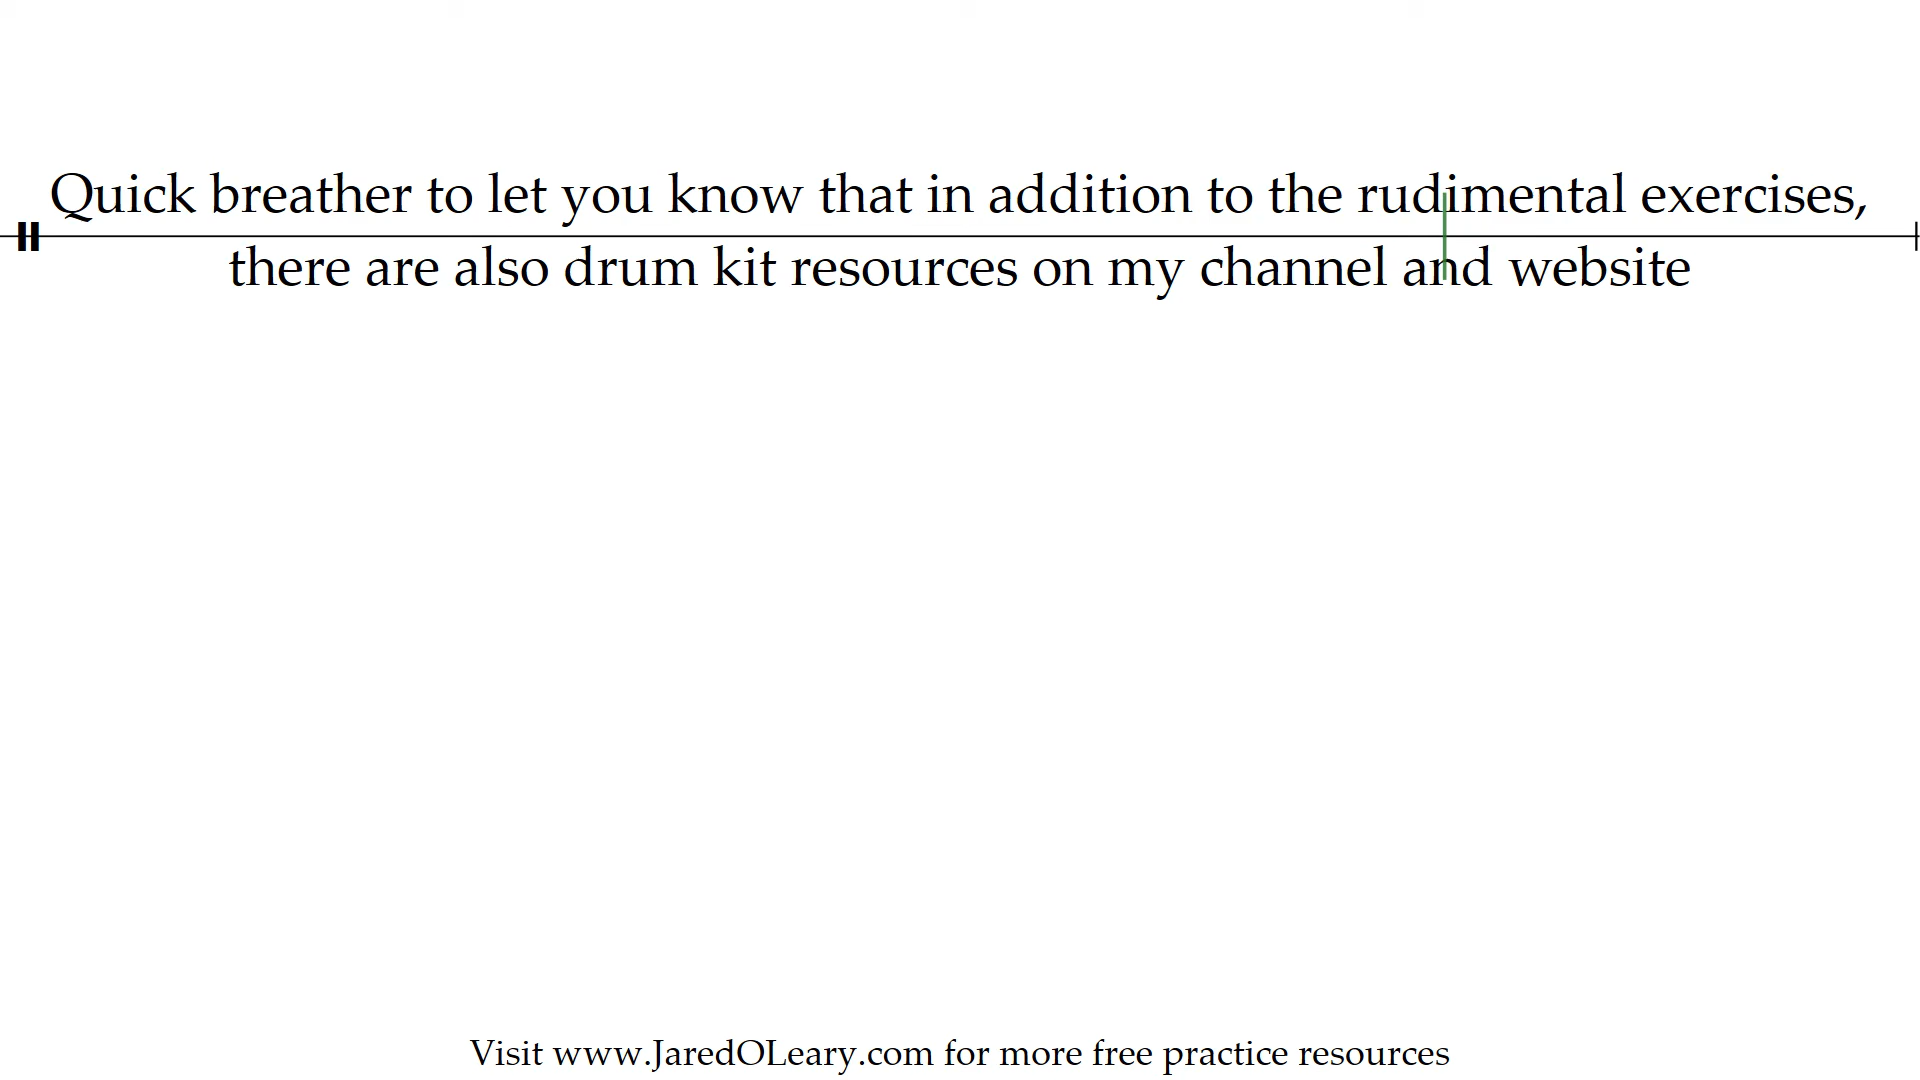 Quick breather to let you know that in addition to the rudimental exercises,
there are also drum kit resources on my channel and website
Visit www.JaredOLeary.com for more free practice resources